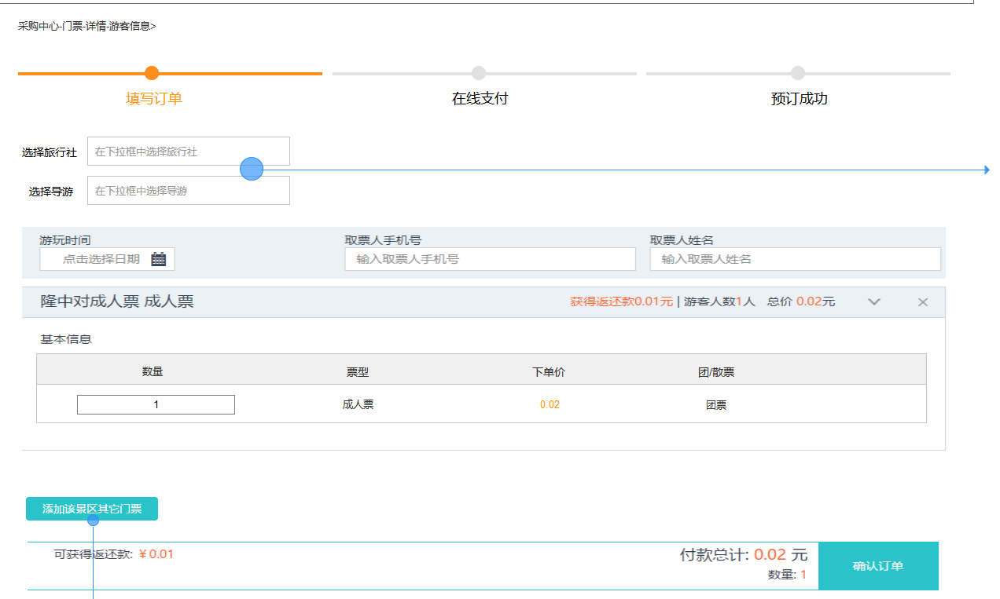 采购中心-门票-详情-游客信息>
填写订单 在线支付 预订成功
选择旅行社 在下拉框中选择旅行社
选择导游 在下拉框中选择导游
游玩时间 取票人手机号 取票人姓名
点击选择日期 输入取票人手机号 输入取票人姓名
隆中对成人票 成人票 获得返还款0.01元 | 游客人数1人 总价 0.02元
基本信息
数量 票型 下单价 团/散票
1 成人票 0.02 团票
添加该景区其它门票
可获得返还款: ¥0.01 付款总计: 0.02 元
数量: 1
确认订单